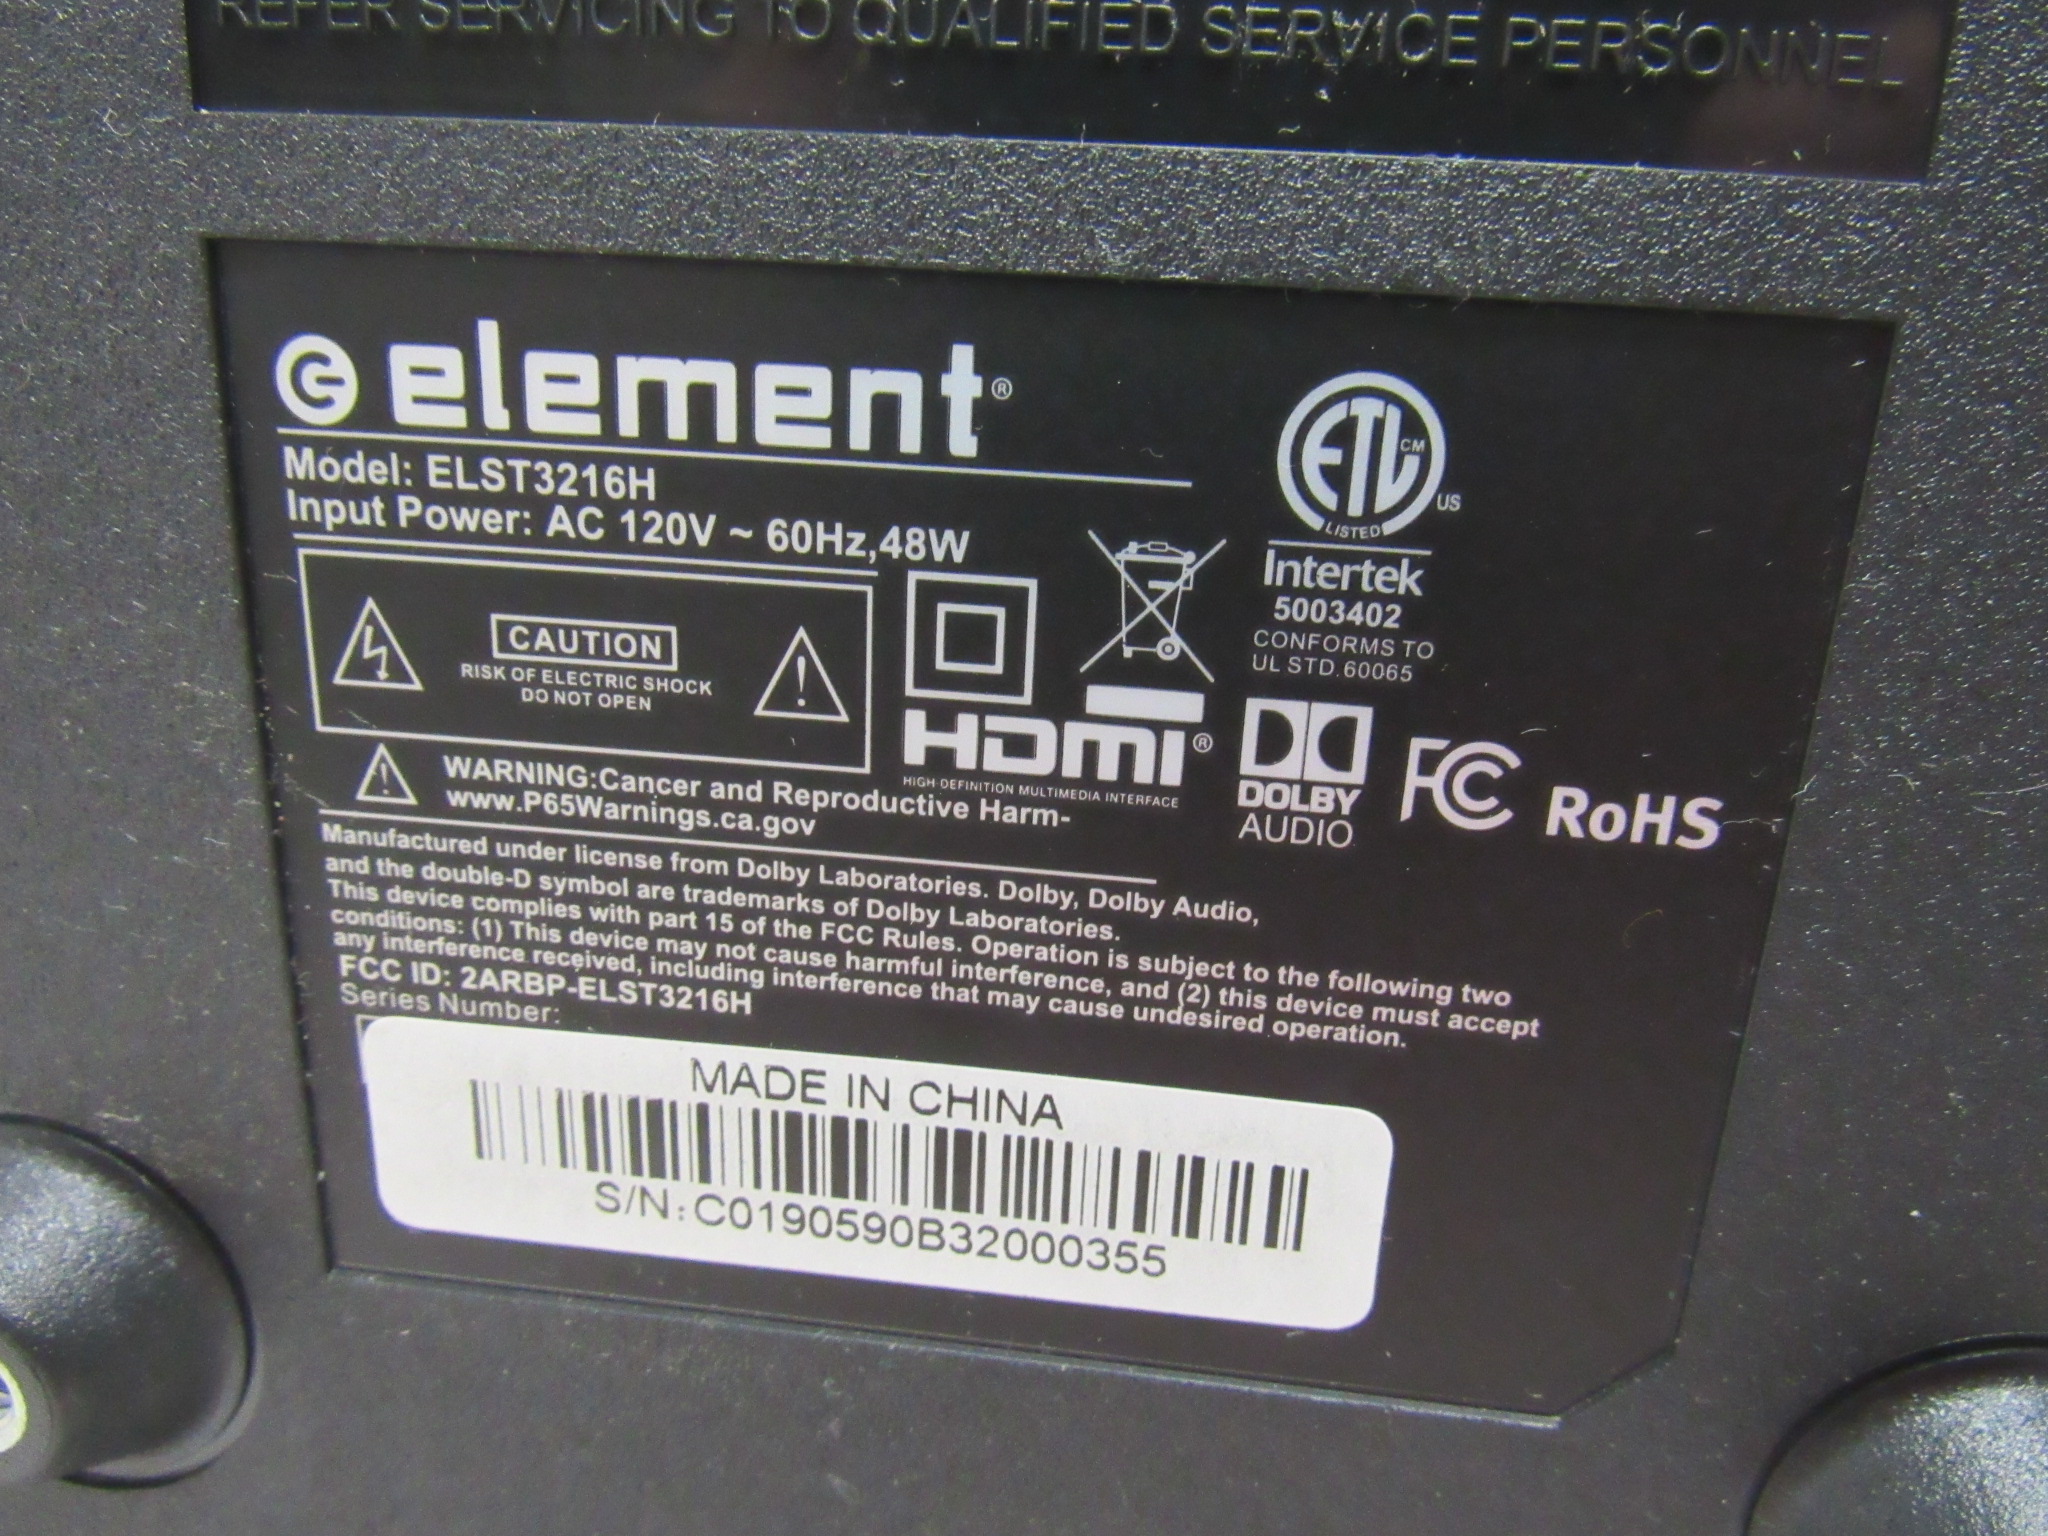 REFER SERVICING TO QUALIFIED SERVICE PERSONNEL
element®
Model: ELST3216H
Input Power: AC 120V ~ 60Hz,48W
CAUTION
RISK OF ELECTRIC SHOCK
DO NOT OPEN
ETL CM
US
LISTED
Intertek
5003402
CONFORMS TO
UL STD.60065
HDMI®
HIGH-DEFINITION MULTIMEDIA INTERFACE
DOLBY
AUDIO
FC
RoHS
WARNING:Cancer and Reproductive Harm-
www.P65Warnings.ca.gov
Manufactured under license from Dolby Laboratories. Dolby, Dolby Audio,
and the double-D symbol are trademarks of Dolby Laboratories.
This device complies with part 15 of the FCC Rules. Operation is subject to the following two
conditions: (1) This device may not cause harmful interference, and (2) this device must accept
any interference received, including interference that may cause undesired operation.
FCC ID: 2ARBP-ELST3216H
Series Number:
MADE IN CHINA
S/N:C0190590B32000355